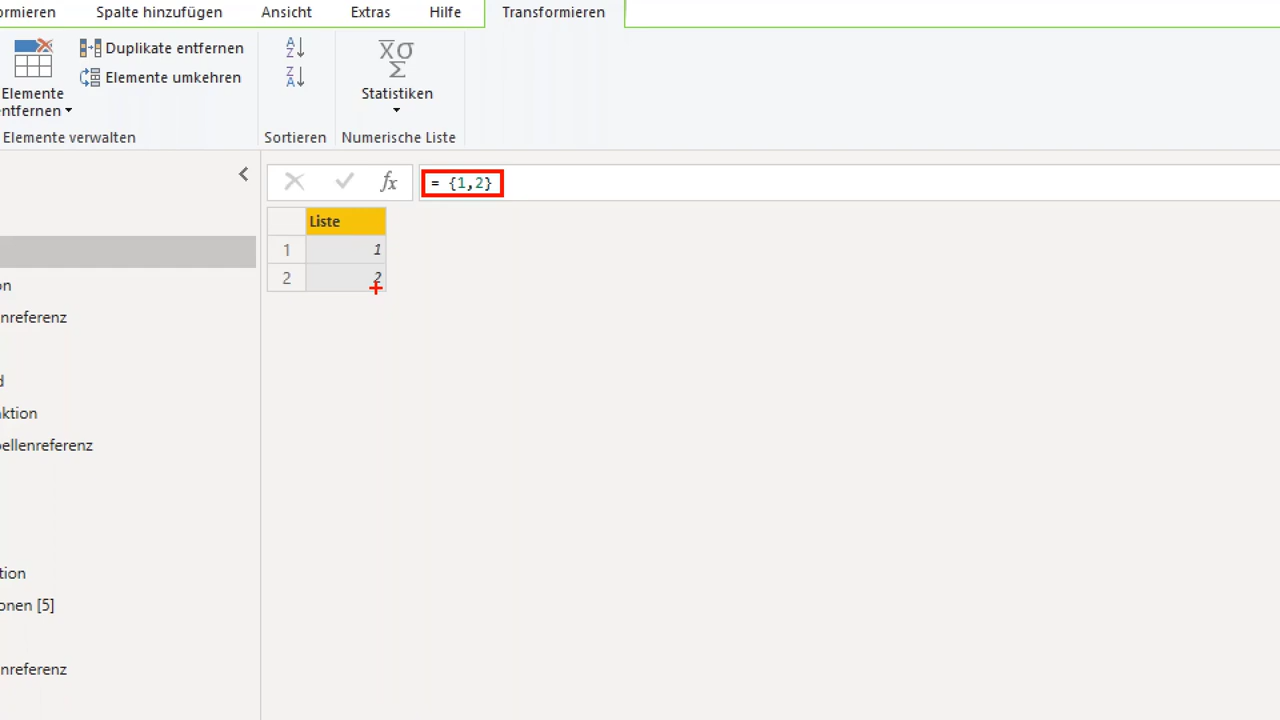 ormieren Spalte hinzufügen Ansicht Extras Hilfe Transformieren
Duplikate entfernen
Elemente umkehren
Elemente
ntfernen
A
Z
Z
A
Statistiken
Elemente verwalten Sortieren Numerische Liste
fx = {1,2}
Liste
1 1
2 2
on
nreferenz
d
ktion
ellenreferenz
tion
onen [5]
nreferenz